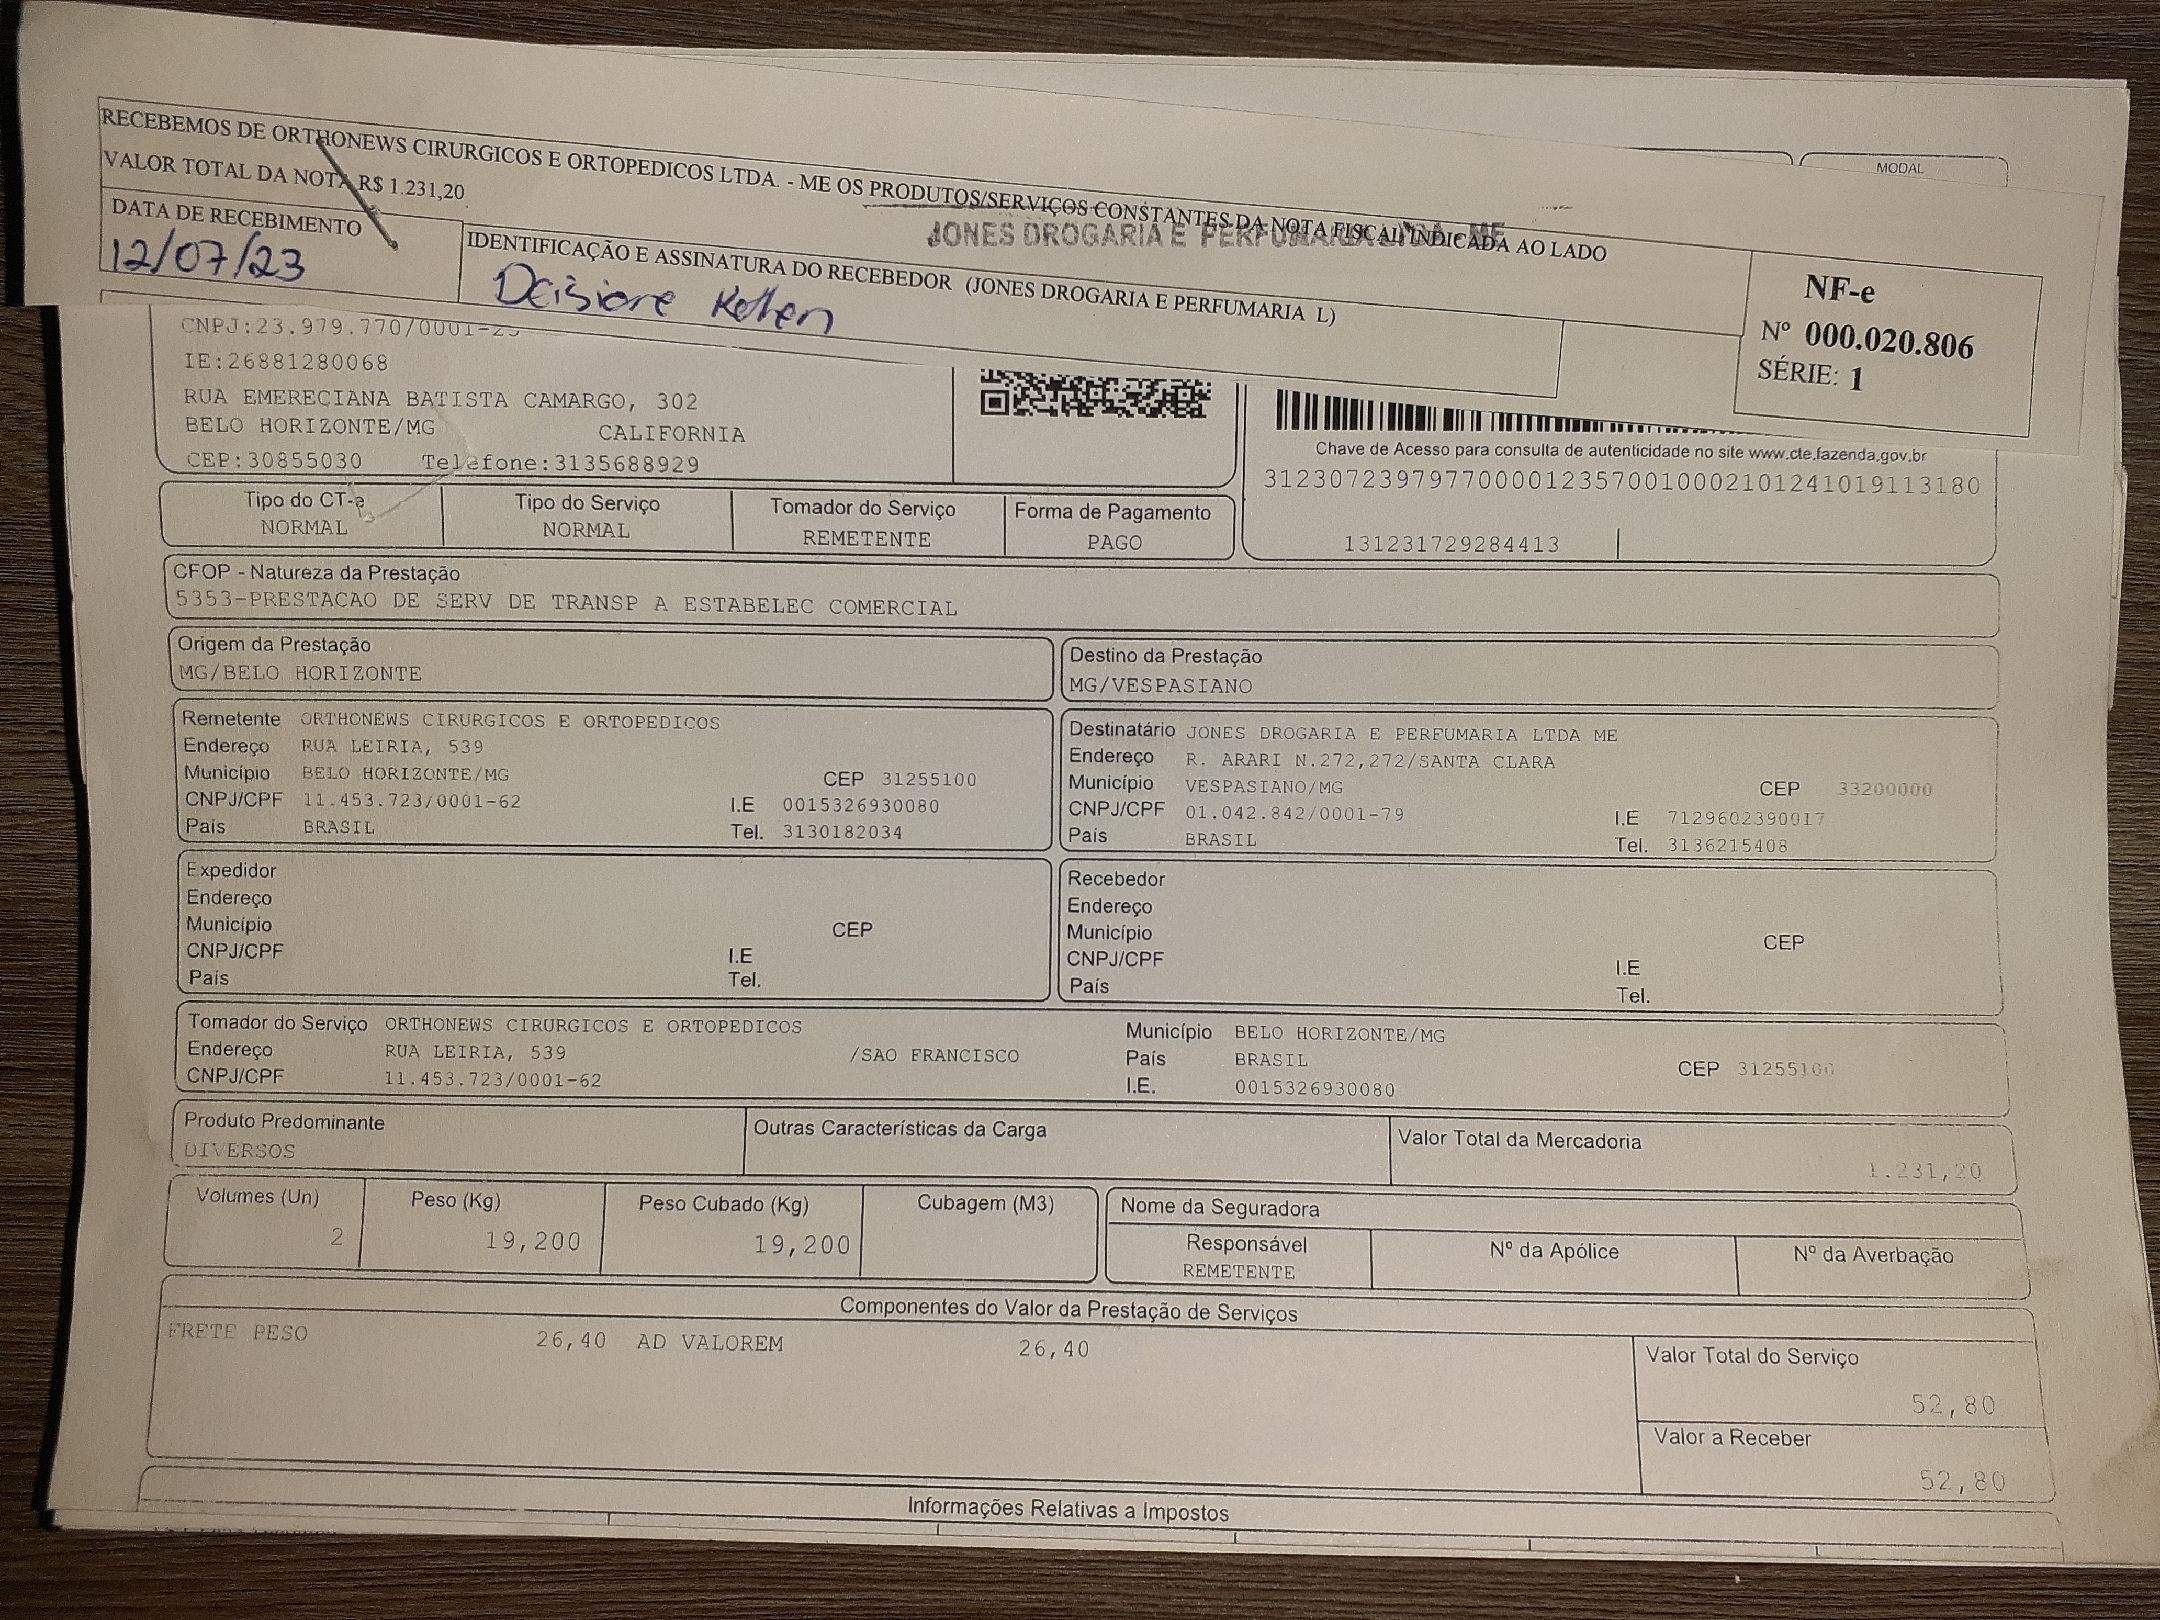 RECEBEMOS DE ORTHONEWS CIRURGICOS E ORTOPEDICOS LTDA. - ME OS PRODUTOS/SERVIÇOS CONSTANTES DA NOTA FISCAL INDICADA AO LADO
VALOR TOTAL DA NOTA R$ 1.231,20
JONES DROGARIA E PERFUMARIA LTDA - ME
DATA DE RECEBIMENTO
12/07/23
IDENTIFICAÇÃO E ASSINATURA DO RECEBEDOR (JONES DROGARIA E PERFUMARIA L)
NF-e
Nº 000.020.806
SÉRIE: 1
MODAL
CNPJ:23.979.770/0001-23
IE:26881280068
RUA EMERECIANA BATISTA CAMARGO, 302
BELO HORIZONTE/MG CALIFORNIA
CEP:30855030 Telefone:3135688929
Chave de Acesso para consulta de autenticidade no site www.cte.fazenda.gov.br
31230723979770000123570010002101241019113180
131231729284413
Tipo do CT-e
NORMAL
Tipo do Serviço
NORMAL
Tomador do Serviço
REMETENTE
Forma de Pagamento
PAGO
CFOP - Natureza da Prestação
5353-PRESTACAO DE SERV DE TRANSP A ESTABELEC COMERCIAL
Origem da Prestação
MG/BELO HORIZONTE
Destino da Prestação
MG/VESPASIANO
Remetente ORTHONEWS CIRURGICOS E ORTOPEDICOS
Endereço RUA LEIRIA, 539
Município BELO HORIZONTE/MG CEP 31255100
CNPJ/CPF 11.453.723/0001-62 I.E 0015326930080
País BRASIL Tel. 3130182034
Destinatário JONES DROGARIA E PERFUMARIA LTDA ME
Endereço R. ARARI N.272,272/SANTA CLARA
Município VESPASIANO/MG CEP 33200000
CNPJ/CPF 01.042.842/0001-79 I.E 7129602390017
País BRASIL Tel. 3136215408
Expedidor
Endereço
Município CEP
CNPJ/CPF I.E
País Tel.
Recebedor
Endereço
Município CEP
CNPJ/CPF I.E
País Tel.
Tomador do Serviço ORTHONEWS CIRURGICOS E ORTOPEDICOS Município BELO HORIZONTE/MG
Endereço RUA LEIRIA, 539 /SAO FRANCISCO País BRASIL CEP 31255100
CNPJ/CPF 11.453.723/0001-62 I.E. 0015326930080
Produto Predominante
DIVERSOS
Outras Características da Carga
Valor Total da Mercadoria
1.231,20
Volumes (Un)
2
Peso (Kg)
19,200
Peso Cubado (Kg)
19,200
Cubagem (M3)
Nome da Seguradora
Responsável
REMETENTE
Nº da Apólice
Nº da Averbação
Componentes do Valor da Prestação de Serviços
FRETE PESO 26,40 AD VALOREM 26,40
Valor Total do Serviço
52,80
Valor a Receber
52,80
Informações Relativas a Impostos